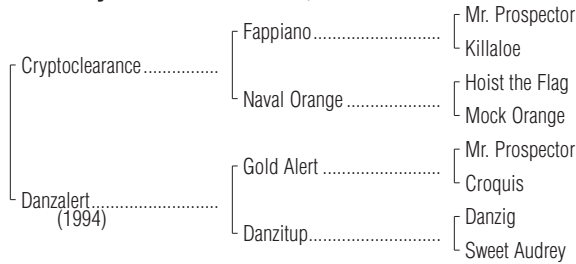 Mr. Prospector
Fappiano
Killaloe
Cryptoclearance
Hoist the Flag
Naval Orange
Mock Orange
Mr. Prospector
Gold Alert
Croquis
Danzalert
(1994)
Danzig
Danzitup
Sweet Audrey